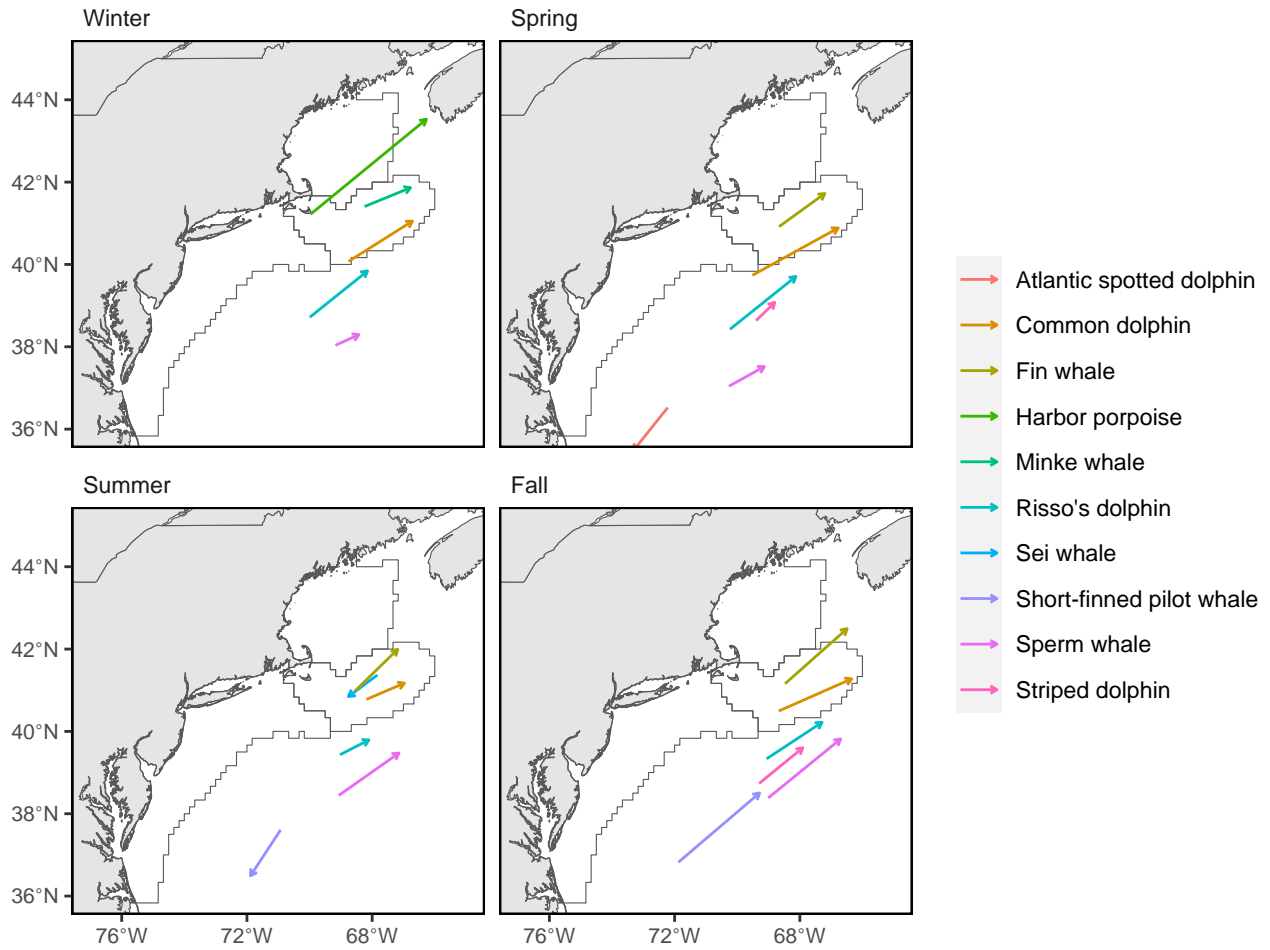 Winter
Spring
44°N
42°N
40°N
38°N
36°N
Summer
Fall
44°N
42°N
40°N
38°N
36°N
76°W
72°W
68°W
76°W
72°W
68°W
Atlantic spotted dolphin
Common dolphin
Fin whale
Harbor porpoise
Minke whale
Risso's dolphin
Sei whale
Short-finned pilot whale
Sperm whale
Striped dolphin